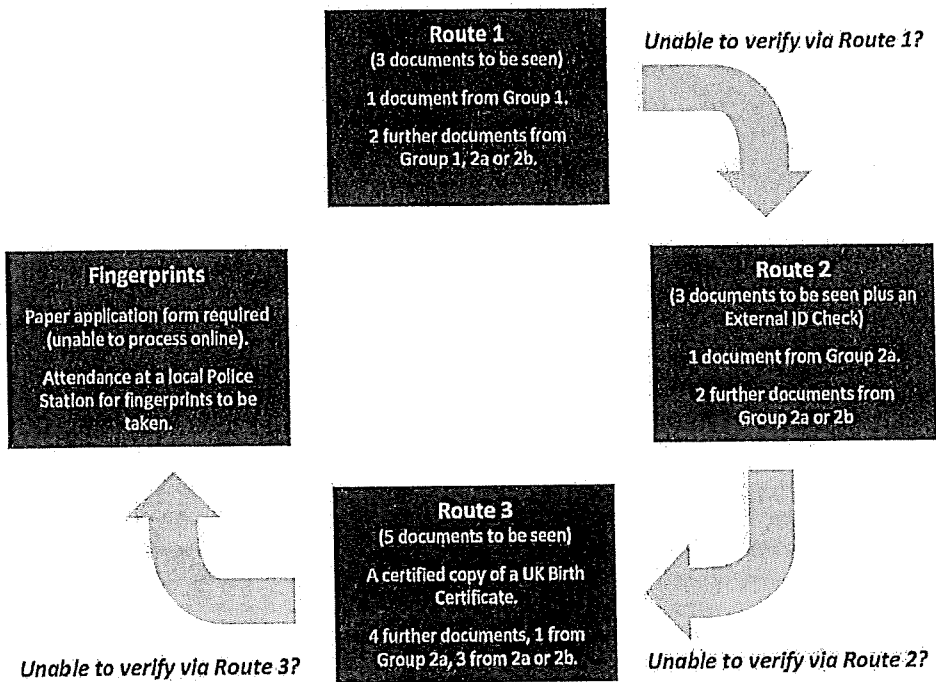 Route 1
(3 documents to be seen)
1 document from Group 1.
2 further documents from
Group 1, 2a or 2b.
Unable to verify via Route 1?
Route 2
(3 documents to be seen plus an
External ID Check)
1 document from Group 2a.
2 further documents from
Group 2a or 2b
Unable to verify via Route 2?
Route 3
(5 documents to be seen)
A certified copy of a UK Birth
Certificate.
4 further documents, 1 from
Group 2a, 3 from 2a or 2b.
Unable to verify via Route 3?
Fingerprints
Paper application form required
(unable to process online).
Attendance at a local Police
Station for fingerprints to be
taken.